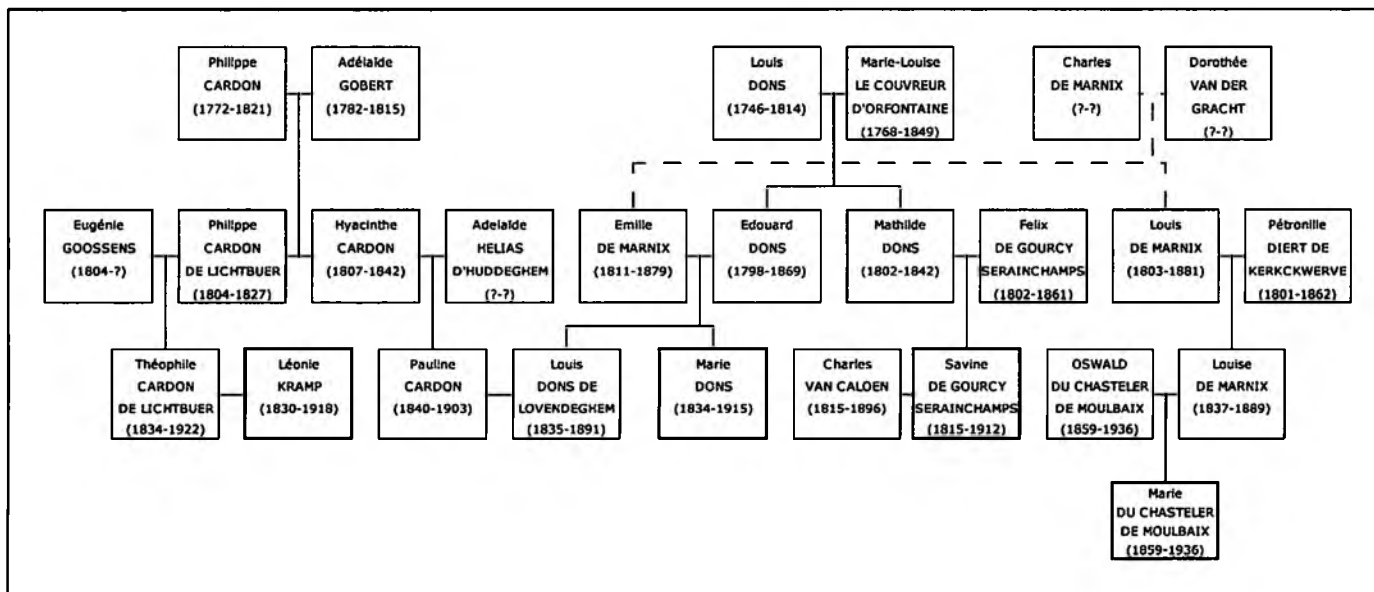 Philippe
CARDON
(1772-1821)
Adélaïde
GOBERT
(1782-1815)
Louis
DONS
(1746-1814)
Marie-Louise
LE COUVREUR
D'ORFONTAINE
(1768-1849)
Charles
DE MARNIX
(?-?)
Dorothée
VAN DER
GRACHT
(?-?)
Eugénie
GOOSSENS
(1804-?)
Philippe
CARDON
DE LICHTBUER
(1804-1827)
Hyacinthe
CARDON
(1807-1842)
Adelaïde
HELIAS
D'HUDDEGHEM
(?-?)
Emille
DE MARNIX
(1811-1879)
Edouard
DONS
(1798-1869)
Mathilde
DONS
(1802-1842)
Felix
DE GOURCY
SERAINCHAMPS
(1802-1861)
Louis
DE MARNIX
(1803-1881)
Pétronille
DIERT DE
KERKCKWERVE
(1801-1862)
Théophile
CARDON
DE LICHTBUER
(1834-1922)
Léonie
KRAMP
(1830-1918)
Pauline
CARDON
(1840-1903)
Louis
DONS DE
LOVENDEGHEM
(1835-1891)
Marie
DONS
(1834-1915)
Charles
VAN CALOEN
(1815-1896)
Savine
DE GOURCY
SERAINCHAMPS
(1815-1912)
OSWALD
DU CHASTELER
DE MOULBAIX
(1859-1936)
Louise
DE MARNIX
(1837-1889)
Marie
DU CHASTELER
DE MOULBAIX
(1859-1936)